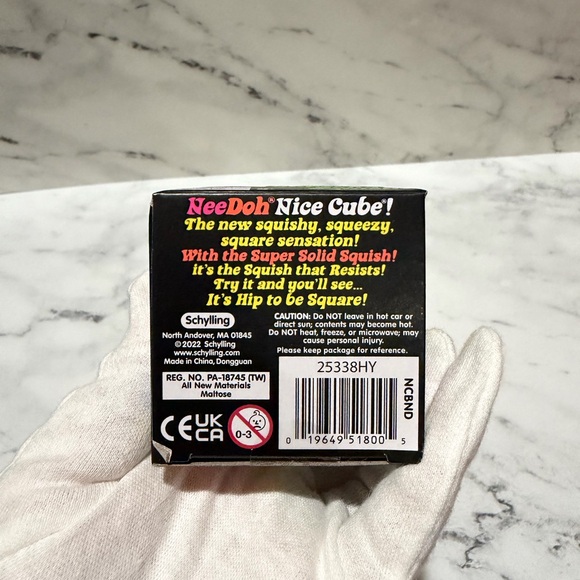 NeeDoh® Nice Cube®!
The new squishy, squeezy,
square sensation!
With the Super Solid Squish!
it's the Squish that Resists!
Try it and you'll see...
It's Hip to be Square!
Schylling
North Andover, MA 01845
©2022 Schylling
www.schylling.com
Made in China, Dongguan
CAUTION: Do NOT leave in hot car or
direct sun; contents may become hot.
Do NOT heat, freeze, or microwave; may
cause personal injury.
Please keep package for reference.
REG. NO. PA-18745 (TW)
All New Materials
Maltose
CE UK
CA
0-3
25338HY
0 19649 51800 5
NCBND